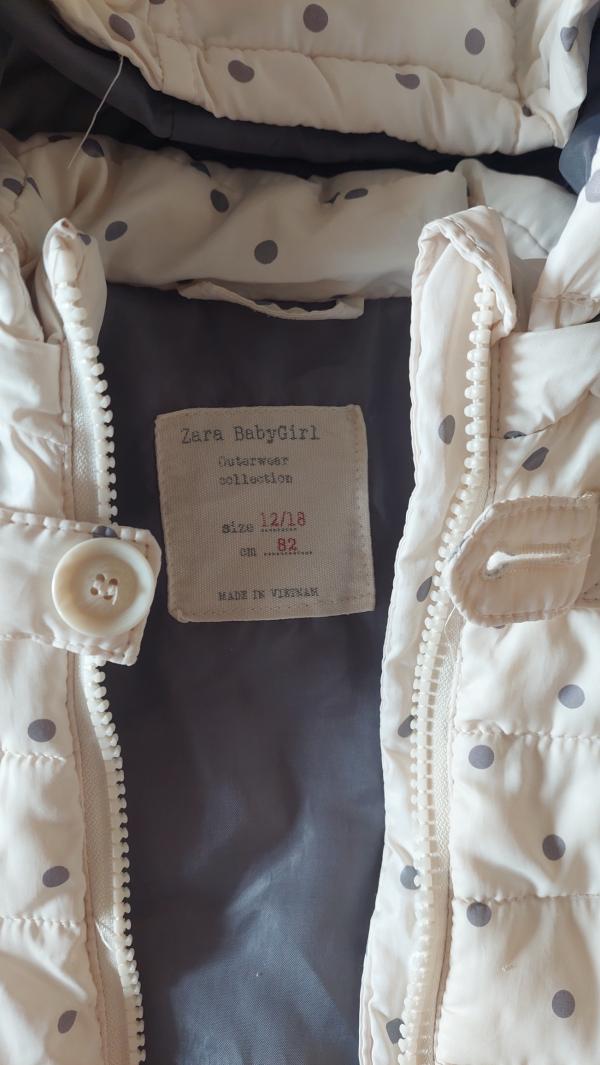 Zara BabyGirl
Outerwear
collection
size 12/18
cm 82
MADE IN VIETNAM